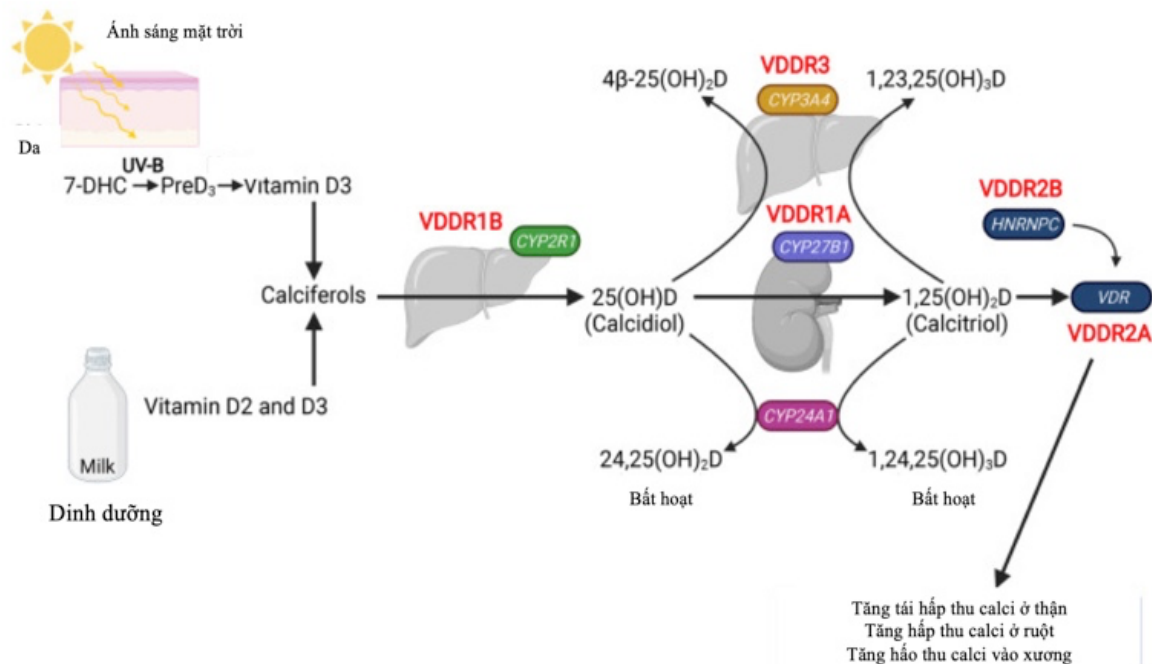 Ánh sáng mặt trời
Da
UV-B
7-DHC → PreD₃ → Vitamin D3
VDDR1B
CYP2R1
Calciferols
Vitamin D2 and D3
Milk
Dinh dưỡng
VDDR3
CYP3A4
4β-25(OH)₂D
1,23,25(OH)₃D
VDDR1A
CYP27B1
25(OH)D
(Calcidiol)
1,25(OH)₂D
(Calcitriol)
VDDR2B
HNRNPC
VDR
VDDR2A
CYP24A1
24,25(OH)₂D
1,24,25(OH)₃D
Bất hoạt
Bất hoạt
Tăng tái hấp thu calci ở thận
Tăng hấp thu calci ở ruột
Tăng hấo thu calci vào xương